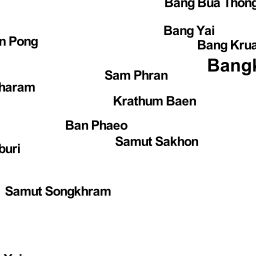 Bang Bua Thong
Bang Yai
n Pong
Bang Krua
Bangk
Sam Phran
haram
Krathum Baen
Ban Phaeo
Samut Sakhon
buri
Samut Songkhram